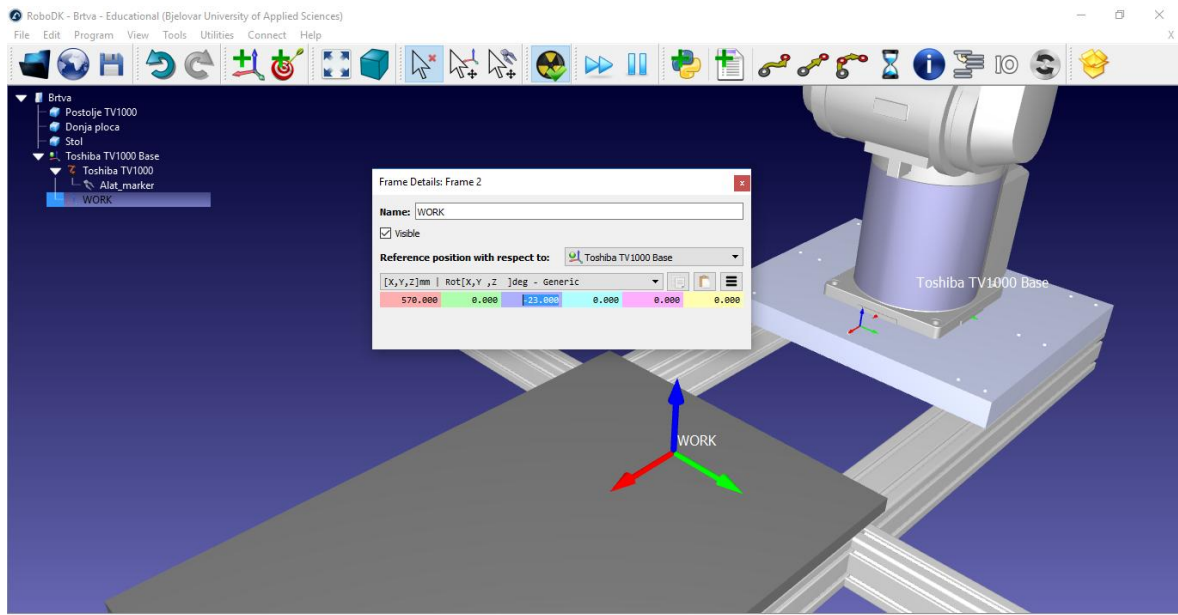 RoboDK - Brtva - Educational (Bjelovar University of Applied Sciences)
File Edit Program View Tools Utilities Connect Help
X
IO
Brtva
Postolje TV1000
Donja ploca
Stol
Toshiba TV1000 Base
Toshiba TV1000
Alat_marker
WORK
Frame Details: Frame 2
x
Name: WORK
Visible
Reference position with respect to: Toshiba TV1000 Base
[X,Y,Z]mm | Rot[X,Y ,Z ]deg - Generic
570.000 0.000 -23.000 0.000 0.000 0.000
Toshiba TV1000 Base
WORK